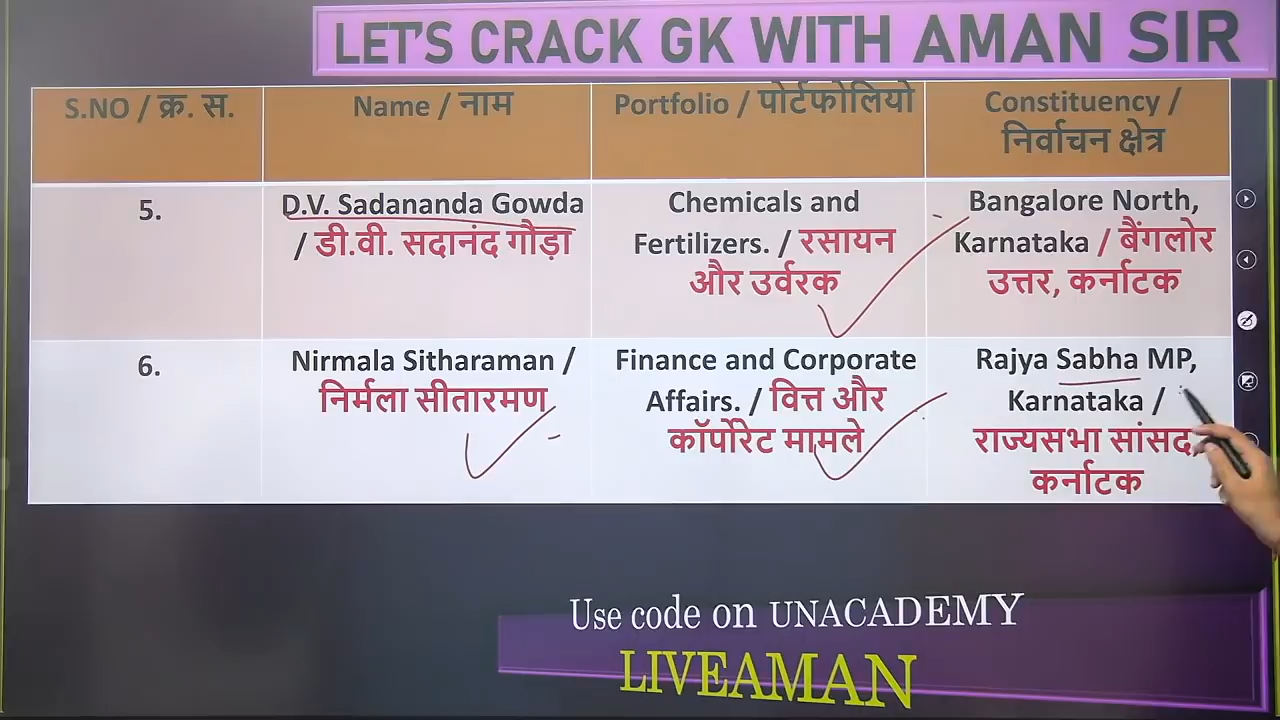 LET'S CRACK GK WITH AMAN SIR
S.NO / क्र. स.
Name / नाम
Portfolio / पोर्टफोलियो
Constituency /
निर्वाचन क्षेत्र
5.
D.V. Sadananda Gowda
/ डी.वी. सदानंद गौड़ा
Chemicals and
Fertilizers. / रसायन
और उर्वरक
Bangalore North,
Karnataka / बैंगलोर
उत्तर, कर्नाटक
6.
Nirmala Sitharaman /
निर्मला सीतारमण
Finance and Corporate
Affairs. / वित्त और
कॉर्पोरेट मामले
Rajya Sabha MP,
Karnataka /
राज्यसभा सांसद,
कर्नाटक
Use code on UNACADEMY
LIVEAMAN